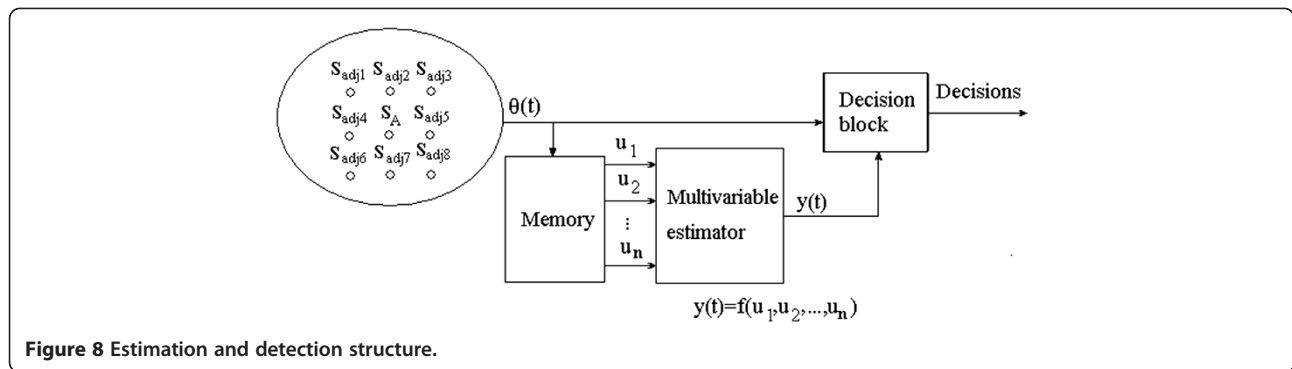 S_adj1 S_adj2 S_adj3
S_adj4 S_A S_adj5
S_adj6 S_adj7 S_adj8
θ(t)
Memory
u_1
u_2
⋮
u_n
Multivariable
estimator
y(t)
y(t)=f(u_1,u_2,...,u_n)
Decision
block
Decisions
Figure 8 Estimation and detection structure.